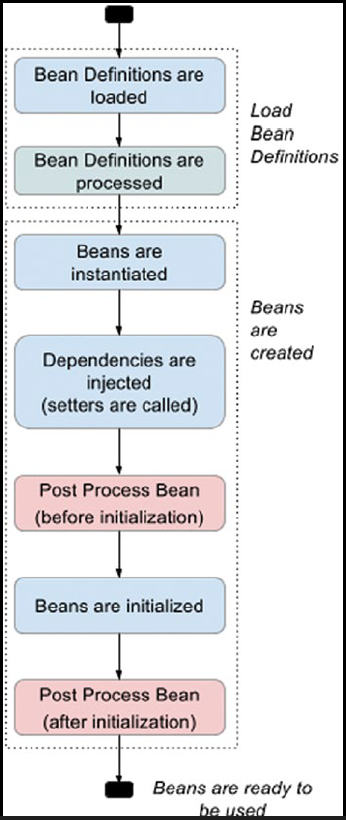 Bean Definitions are
loaded
Load
Bean
Definitions
Bean Definitions are
processed
Beans are
instantiated
Beans
are
created
Dependencies are
injected
(setters are called)
Post Process Bean
(before initialization)
Beans are initialized
Post Process Bean
(after initialization)
Beans are ready to
be used